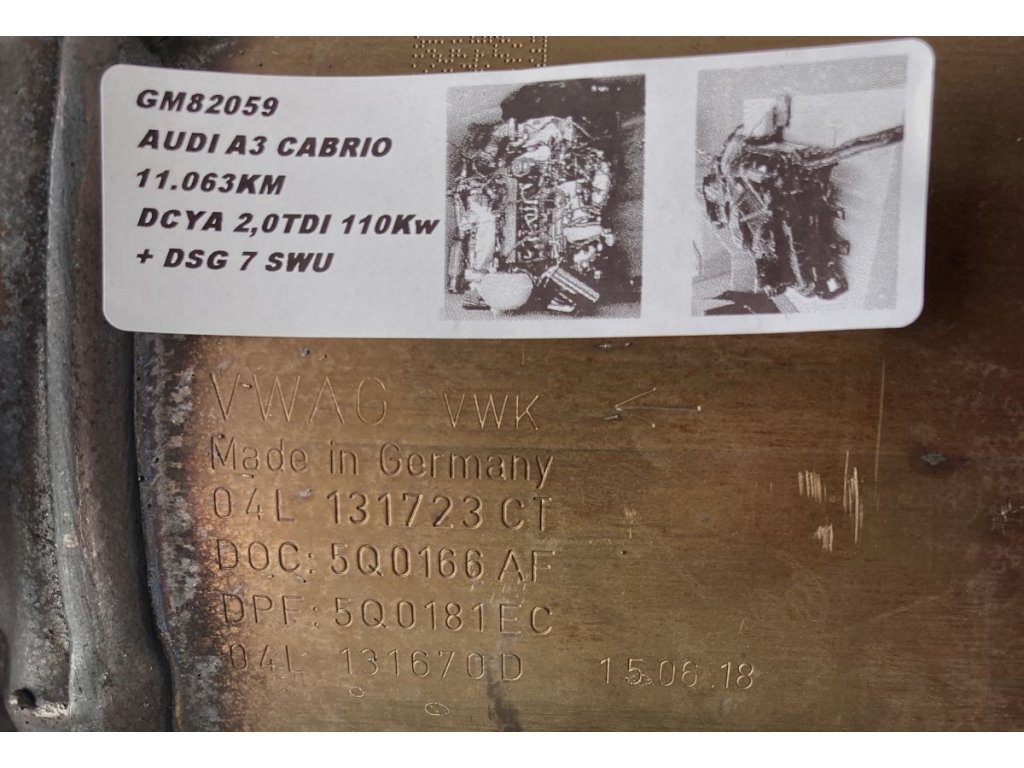 GM82059
AUDI A3 CABRIO
11.063KM
DCYA 2,0TDI 110Kw
+ DSG 7 SWU
VWAG VWK
Made in Germany
04L 131723 CT
DOC: 5Q0166 AF
DPF: 5Q0181EC
04L 131670D 15.06.18